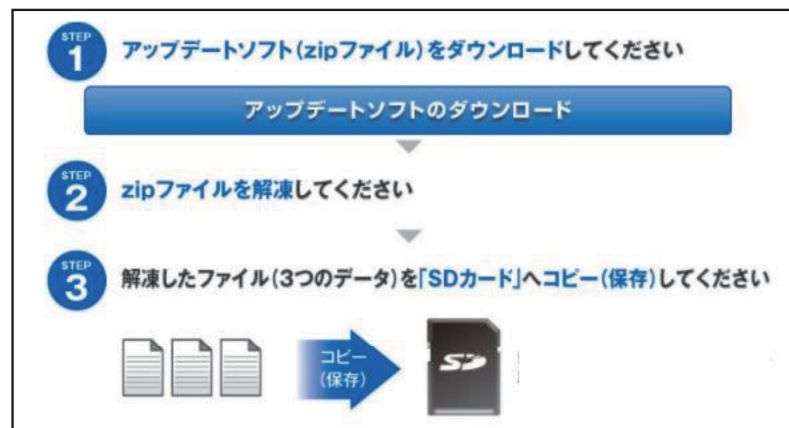 STEP
1
アップデートソフト(zipファイル)をダウンロードしてください
アップデートソフトのダウンロード
STEP
2
zipファイルを解凍してください
STEP
3
解凍したファイル(3つのデータ)を「SDカード」へコピー(保存)してください
コピー
(保存)
SD